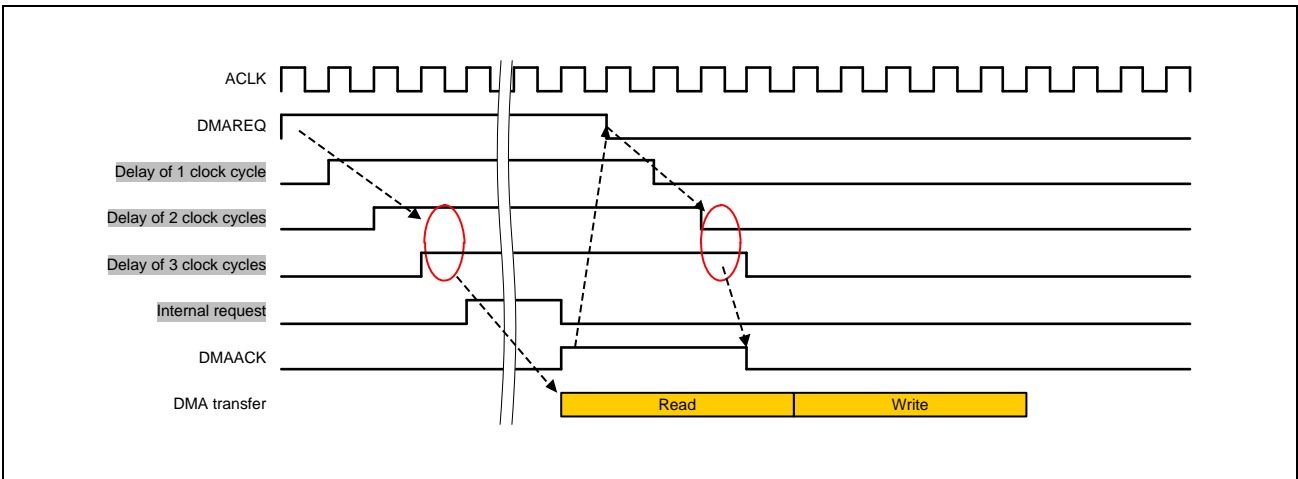 ACLK
DMAREQ
Delay of 1 clock cycle
Delay of 2 clock cycles
Delay of 3 clock cycles
Internal request
DMAACK
DMA transfer
Read
Write